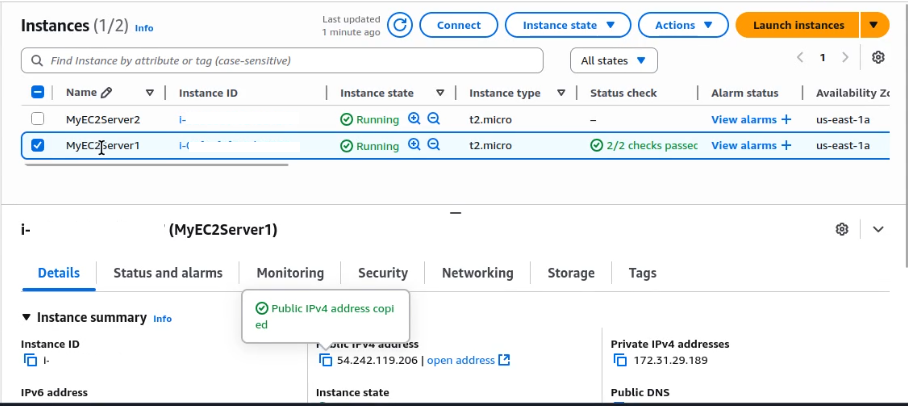 Instances (1/2) Info
Last updated
1 minute ago
Connect
Instance state
Actions
Launch instances
Find Instance by attribute or tag (case-sensitive)
All states
1
Name Instance ID Instance state Instance type Status check Alarm status Availability Zo
MyEC2Server2 i- Running t2.micro – View alarms + us-east-1a
MyEC2Server1 Running t2.micro 2/2 checks passec View alarms + us-east-1a
i- (MyEC2Server1)
Details Status and alarms Monitoring Security Networking Storage Tags
Public IPv4 address copi
ed
Instance summary Info
Instance ID Public IPv4 address Private IPv4 addresses
i- 54.242.119.206 | open address 172.31.29.189
IPv6 address Instance state Public DNS